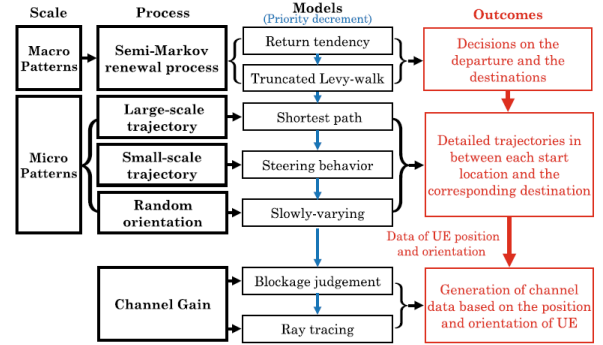 Scale
Process
Models
(Priority decrement)
Outcomes
Macro
Patterns
Semi-Markov
renewal process
Return tendency
Truncated Levy-walk
Decisions on the
departure and the
destinations
Micro
Patterns
Large-scale
trajectory
Shortest path
Small-scale
trajectory
Steering behavior
Random
orientation
Slowly-varying
Detailed trajectories in
between each start
location and the
corresponding destination
Data of UE position
and orientation
Channel Gain
Blockage judgement
Ray tracing
Generation of channel
data based on the position
and orientation of UE